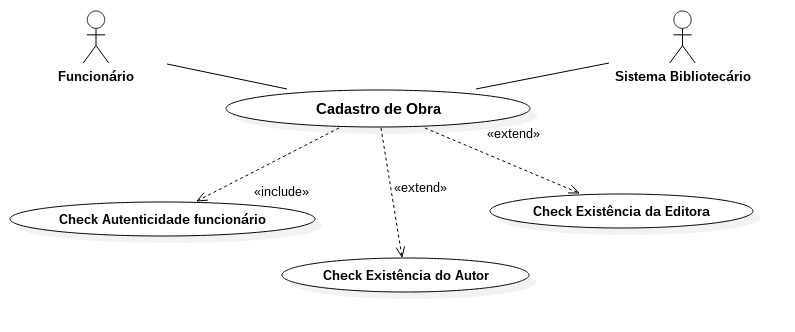 Funcionário
Sistema Bibliotecário
Cadastro de Obra
«extend»
«include»
«extend»
Check Autenticidade funcionário
Check Existência da Editora
Check Existência do Autor